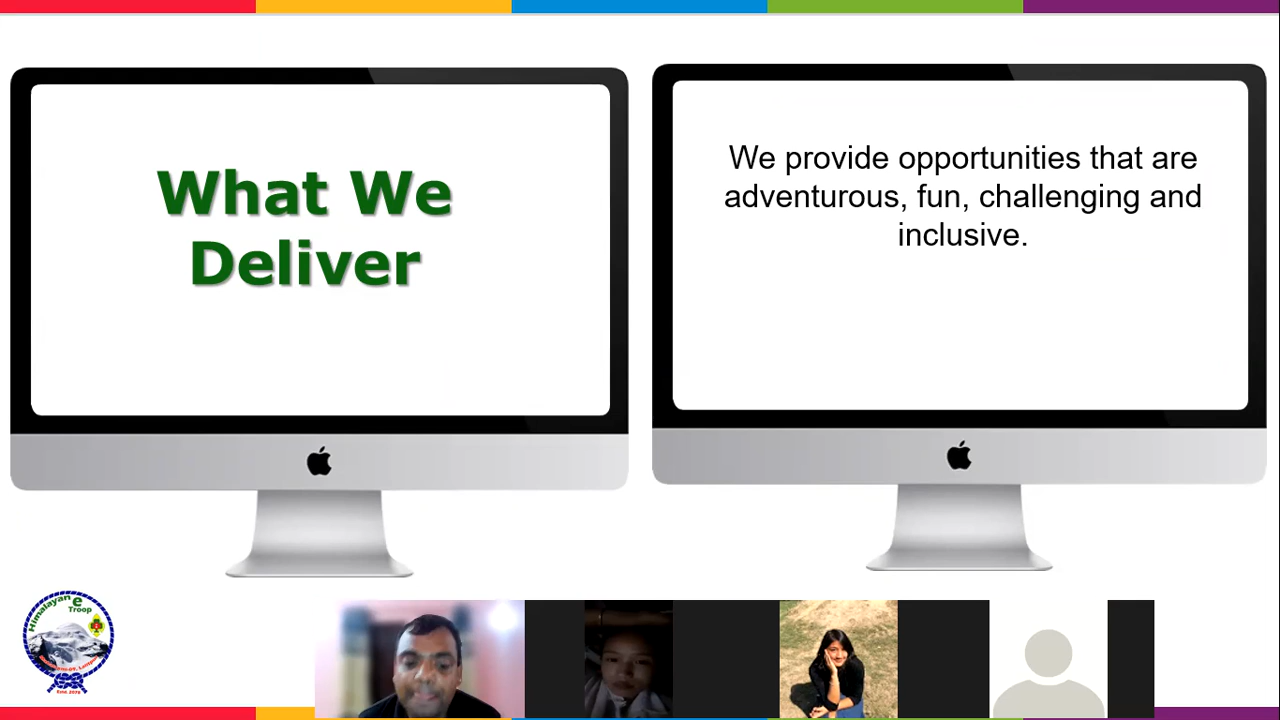 What We
Deliver
We provide opportunities that are
adventurous, fun, challenging and
inclusive.
Himalayan e
Troop